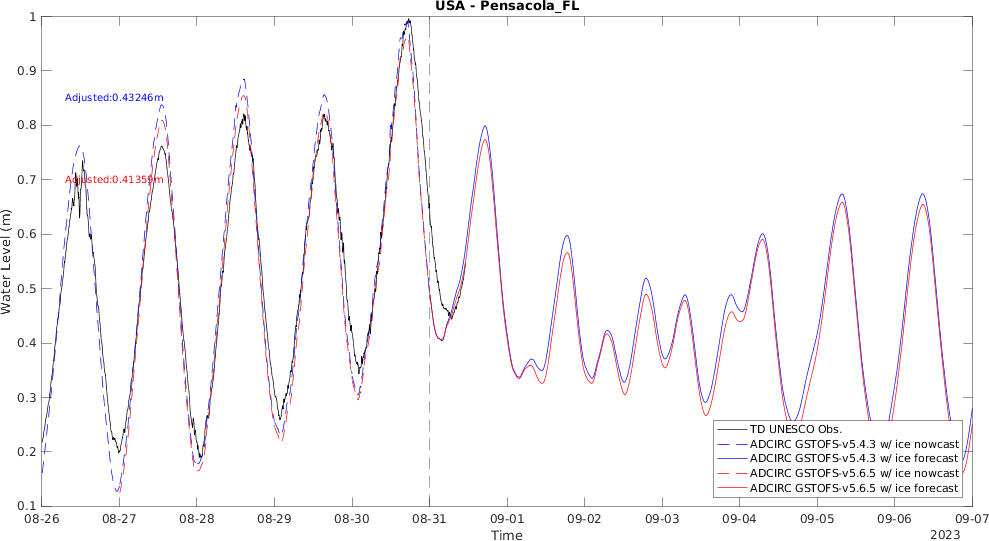 USA - Pensacola_FL
1
0.9
0.8
0.7
0.6
0.5
0.4
0.3
0.2
0.1
Water Level (m)
Adjusted:0.43246m
Adjusted:0.41359m
TD UNESCO Obs.
ADCIRC GSTOFS-v5.4.3 w/ ice nowcast
ADCIRC GSTOFS-v5.4.3 w/ ice forecast
ADCIRC GSTOFS-v5.6.5 w/ ice nowcast
ADCIRC GSTOFS-v5.6.5 w/ ice forecast
08-26 08-27 08-28 08-29 08-30 08-31 09-01 09-02 09-03 09-04 09-05 09-06 09-07
Time
2023